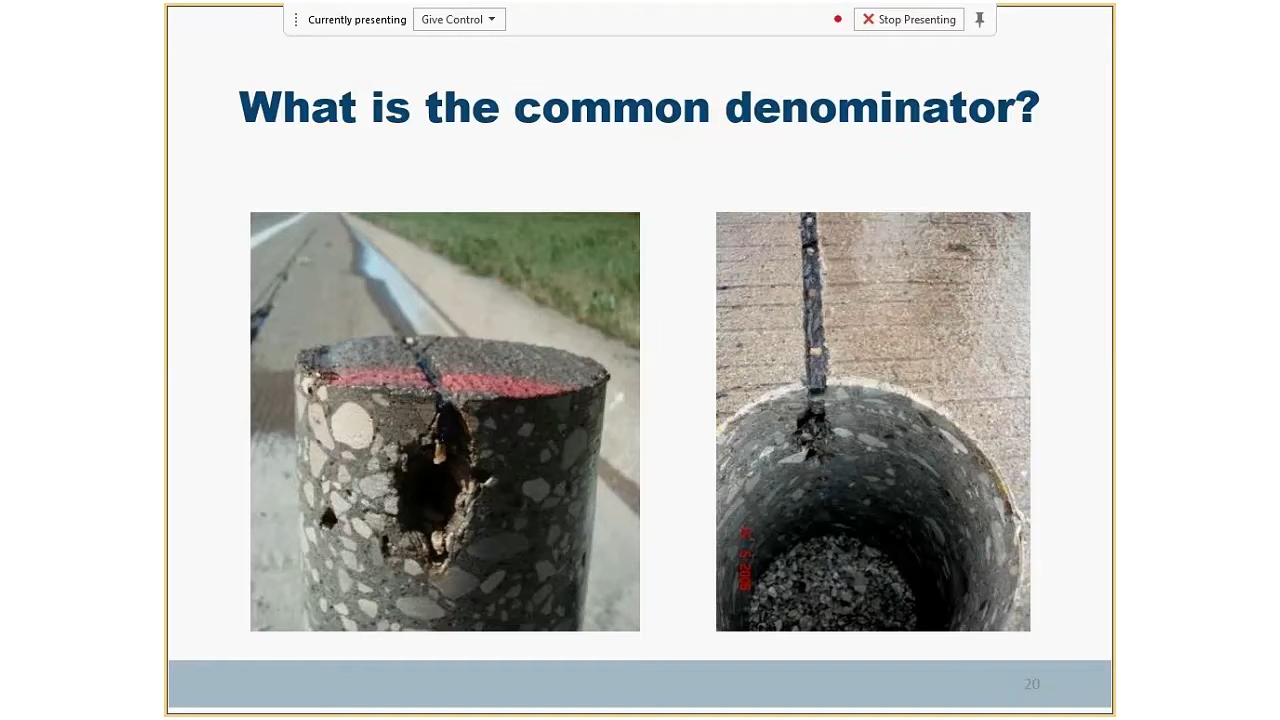 Currently presenting
Give Control
Stop Presenting
What is the common denominator?
20